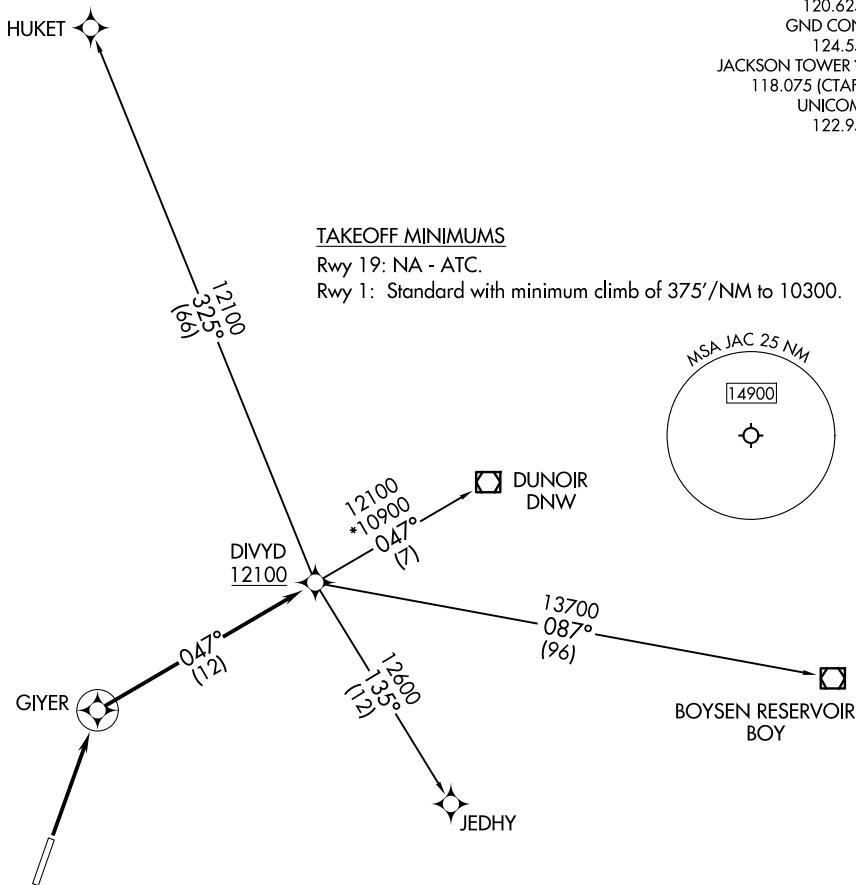 HUKET
120.625
GND CON
124.55
JACKSON TOWER
118.075 (CTAF
UNICOM
122.95
TAKEOFF MINIMUMS
Rwy 19: NA - ATC.
Rwy 1: Standard with minimum climb of 375'/NM to 10300.
12100
325°
(66)
MSA JAC 25 NM
14900
DUNOIR
DNW
12100
*10900
047°
(7)
DIVYD
12100
13700
087°
(96)
047°
(12)
12600
135°
(12)
GIYER
BOYSEN RESERVOIR
BOY
JEDHY